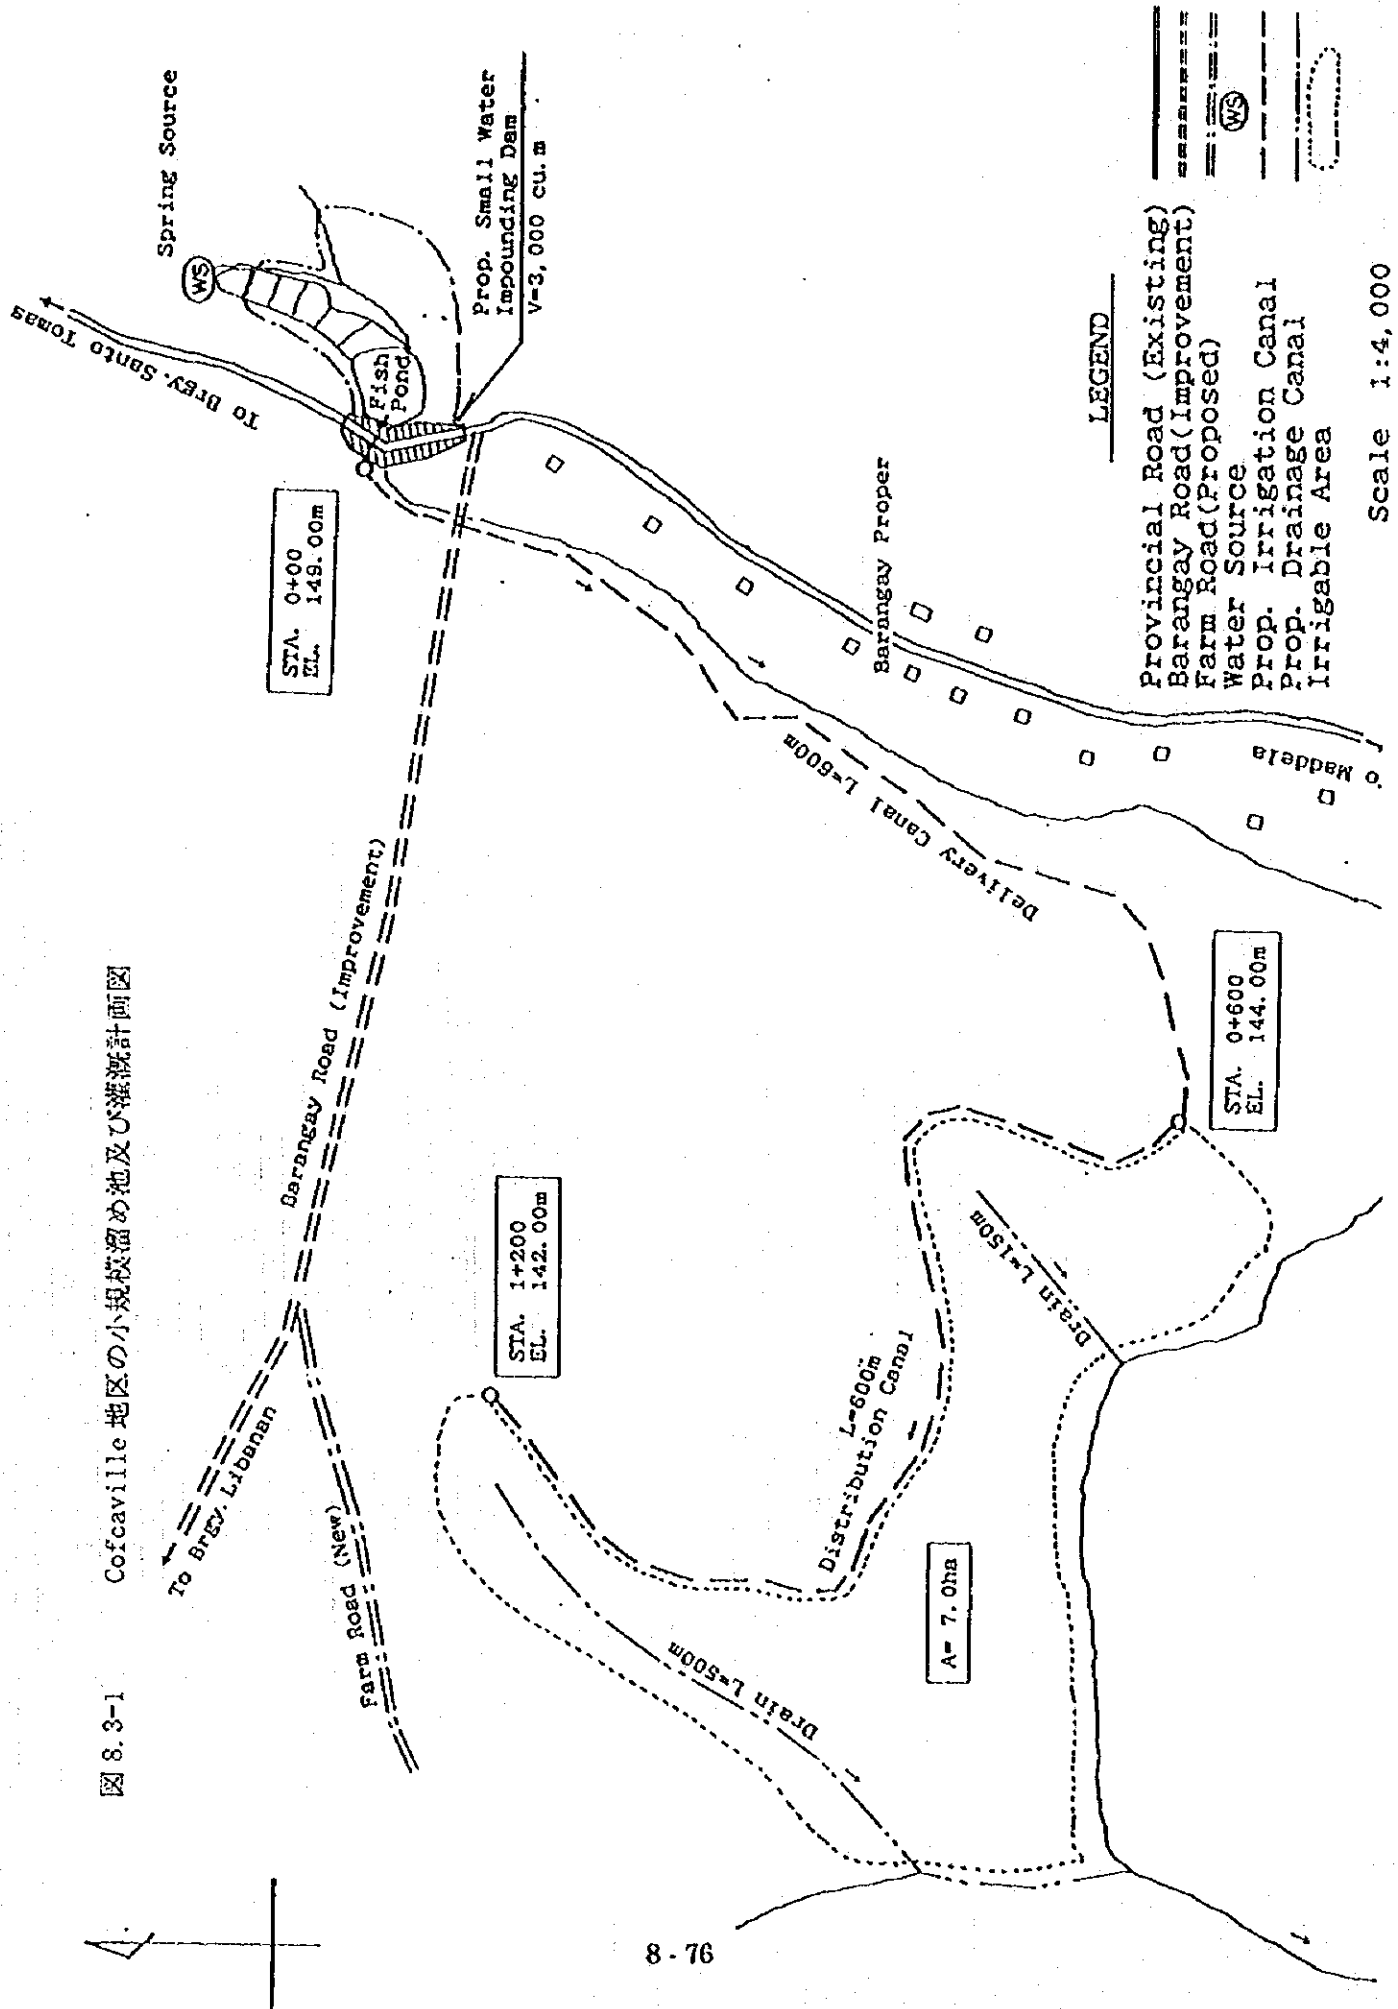 図 8.3-1 Cofcaville 地区の小規模溜め池及び灌漑計画図
To Brgy. Santo Tomas
Spring Source
WS
Fish
Pond
Prop. Small Water
Impounding Dam
V=3,000 cu.m
STA. 0+00
EL. 149.00m
Barangay Road (Improvement)
To Brgy. Libanan
Farm Road (New)
STA. 1+200
EL. 142.00m
Delivery Canal L=600m
Barangay Proper
o Maddela
STA. 0+600
EL. 144.00m
Drain L=150m
L=600m
Distribution Canal
A= 7.0ha
Drain L=500m
LEGEND
Provincial Road (Existing)
Barangay Road(Improvement)
Farm Road(Proposed)
Water Source
WS
Prop. Irrigation Canal
Prop. Drainage Canal
Irrigable Area
Scale 1:4,000
8 - 76